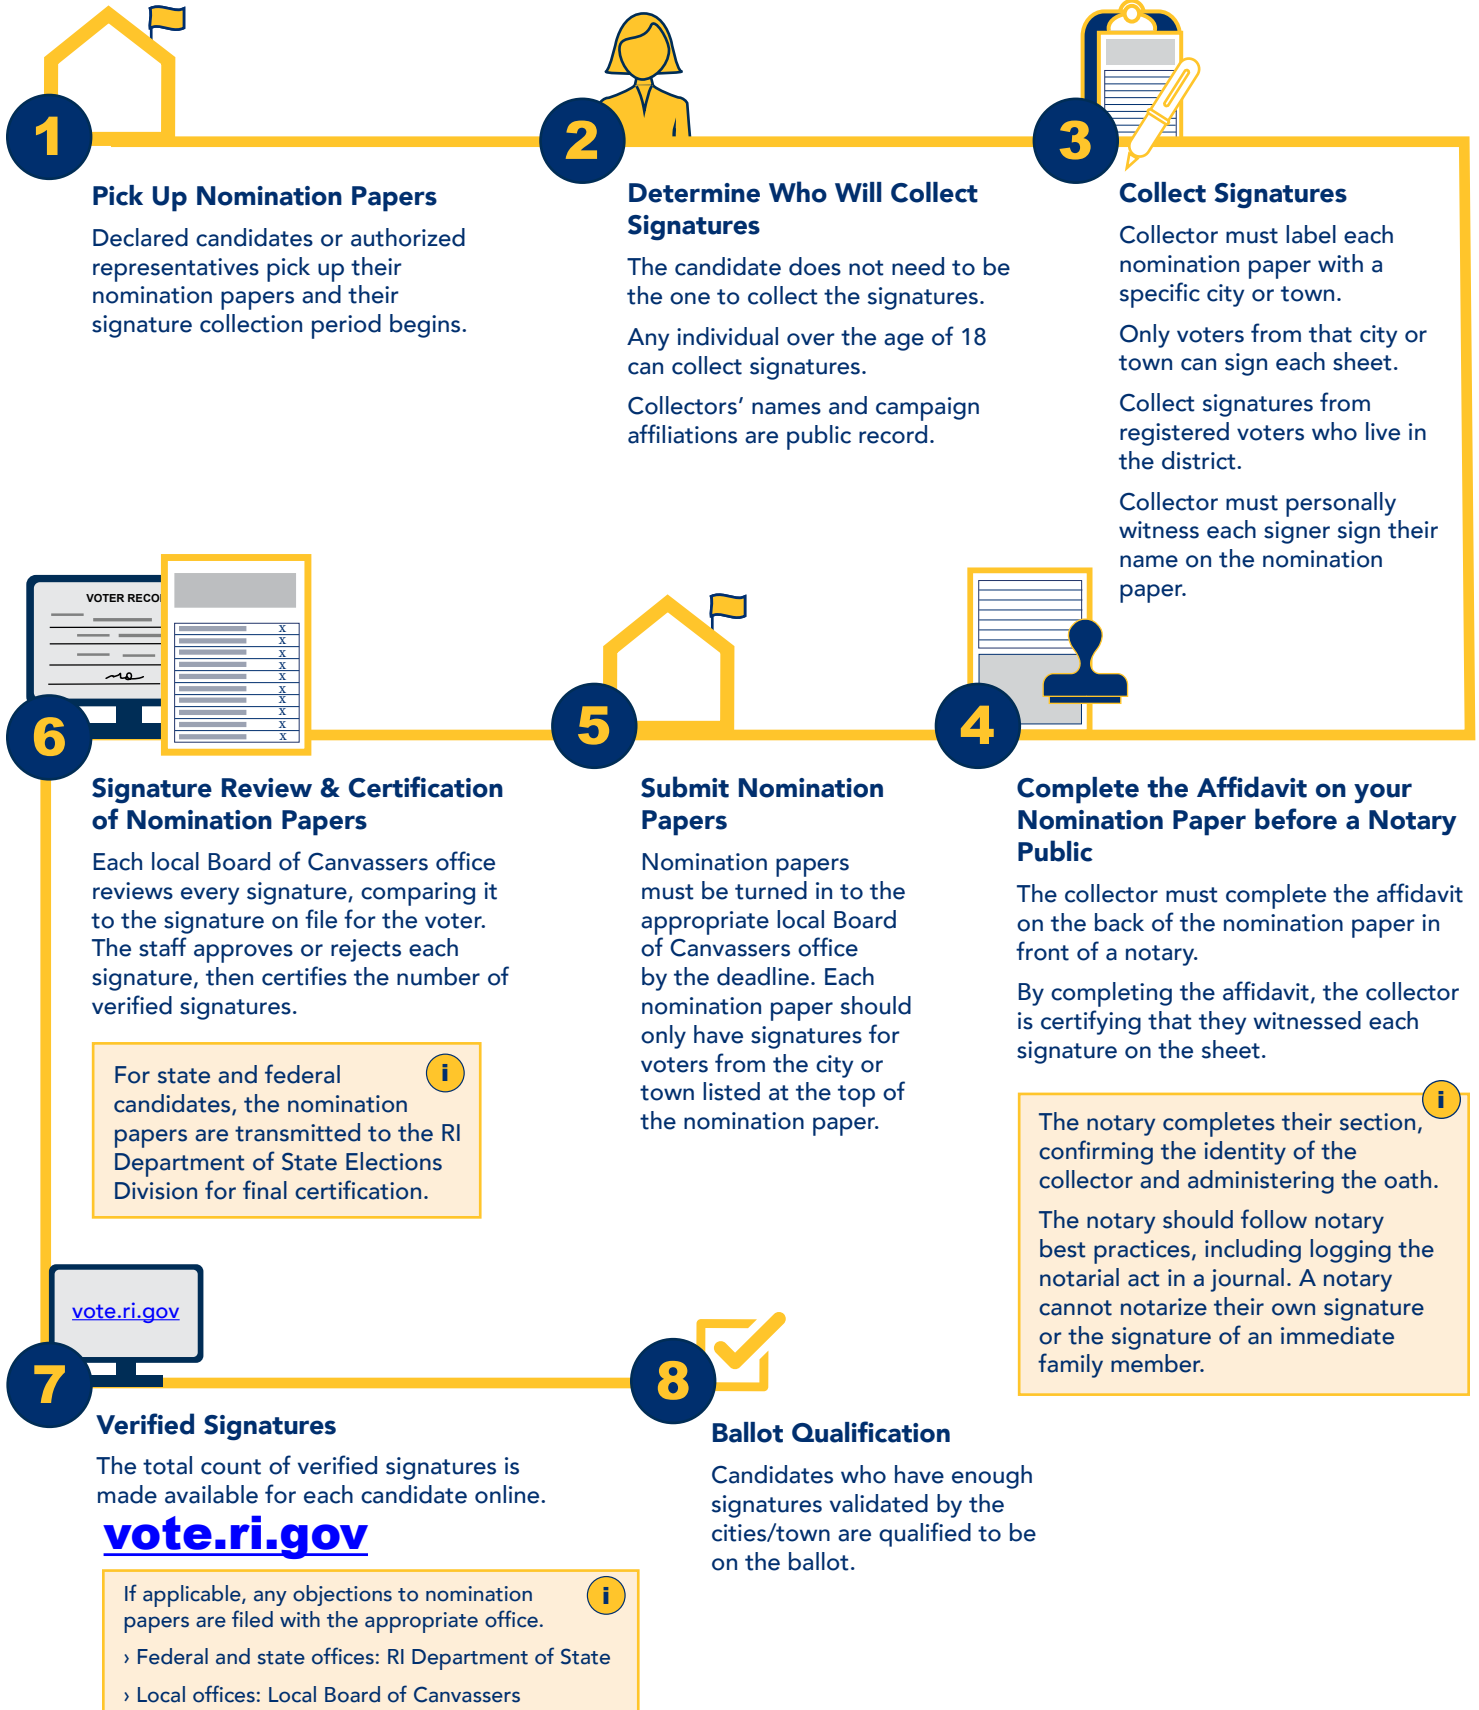 1
Pick Up Nomination Papers
Declared candidates or authorized
representatives pick up their
nomination papers and their
signature collection period begins.
2
Determine Who Will Collect
Signatures
The candidate does not need to be
the one to collect the signatures.
Any individual over the age of 18
can collect signatures.
Collectors’ names and campaign
affiliations are public record.
3
Collect Signatures
Collector must label each
nomination paper with a
specific city or town.
Only voters from that city or
town can sign each sheet.
Collect signatures from
registered voters who live in
the district.
Collector must personally
witness each signer sign their
name on the nomination
paper.
4
Complete the Affidavit on your
Nomination Paper before a Notary
Public
The collector must complete the affidavit
on the back of the nomination paper in
front of a notary.
By completing the affidavit, the collector
is certifying that they witnessed each
signature on the sheet.
i
The notary completes their section,
confirming the identity of the
collector and administering the oath.
The notary should follow notary
best practices, including logging the
notarial act in a journal. A notary
cannot notarize their own signature
or the signature of an immediate
family member.
5
Submit Nomination
Papers
Nomination papers
must be turned in to the
appropriate local Board
of Canvassers office
by the deadline. Each
nomination paper should
only have signatures for
voters from the city or
town listed at the top of
the nomination paper.
VOTER RECO
x
x
x
x
x
x
x
x
x
x
6
Signature Review & Certification
of Nomination Papers
Each local Board of Canvassers office
reviews every signature, comparing it
to the signature on file for the voter.
The staff approves or rejects each
signature, then certifies the number of
verified signatures.
i
For state and federal
candidates, the nomination
papers are transmitted to the RI
Department of State Elections
Division for final certification.
vote.ri.gov
7
Verified Signatures
The total count of verified signatures is
made available for each candidate online.
vote.ri.gov
i
If applicable, any objections to nomination
papers are filed with the appropriate office.
› Federal and state offices: RI Department of State
› Local offices: Local Board of Canvassers
8
Ballot Qualification
Candidates who have enough
signatures validated by the
cities/town are qualified to be
on the ballot.